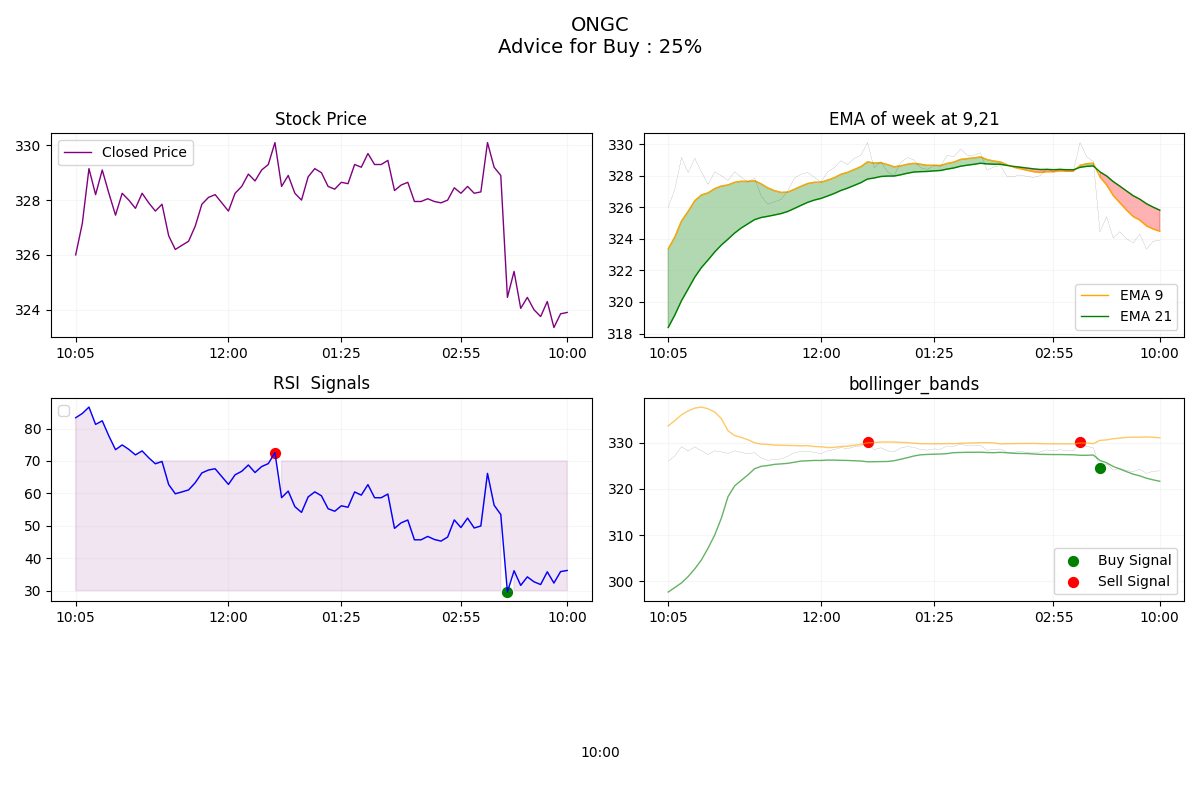 ONGC
Advice for Buy : 25%
Stock Price
330
328
326
324
Closed Price
10:05 12:00 01:25 02:55 10:00
EMA of week at 9,21
330
328
326
324
322
320
318
EMA 9
EMA 21
10:05 12:00 01:25 02:55 10:00
RSI  Signals
80
70
60
50
40
30
10:05 12:00 01:25 02:55 10:00
bollinger_bands
330
320
310
300
Buy Signal
Sell Signal
10:05 12:00 01:25 02:55 10:00
10:00